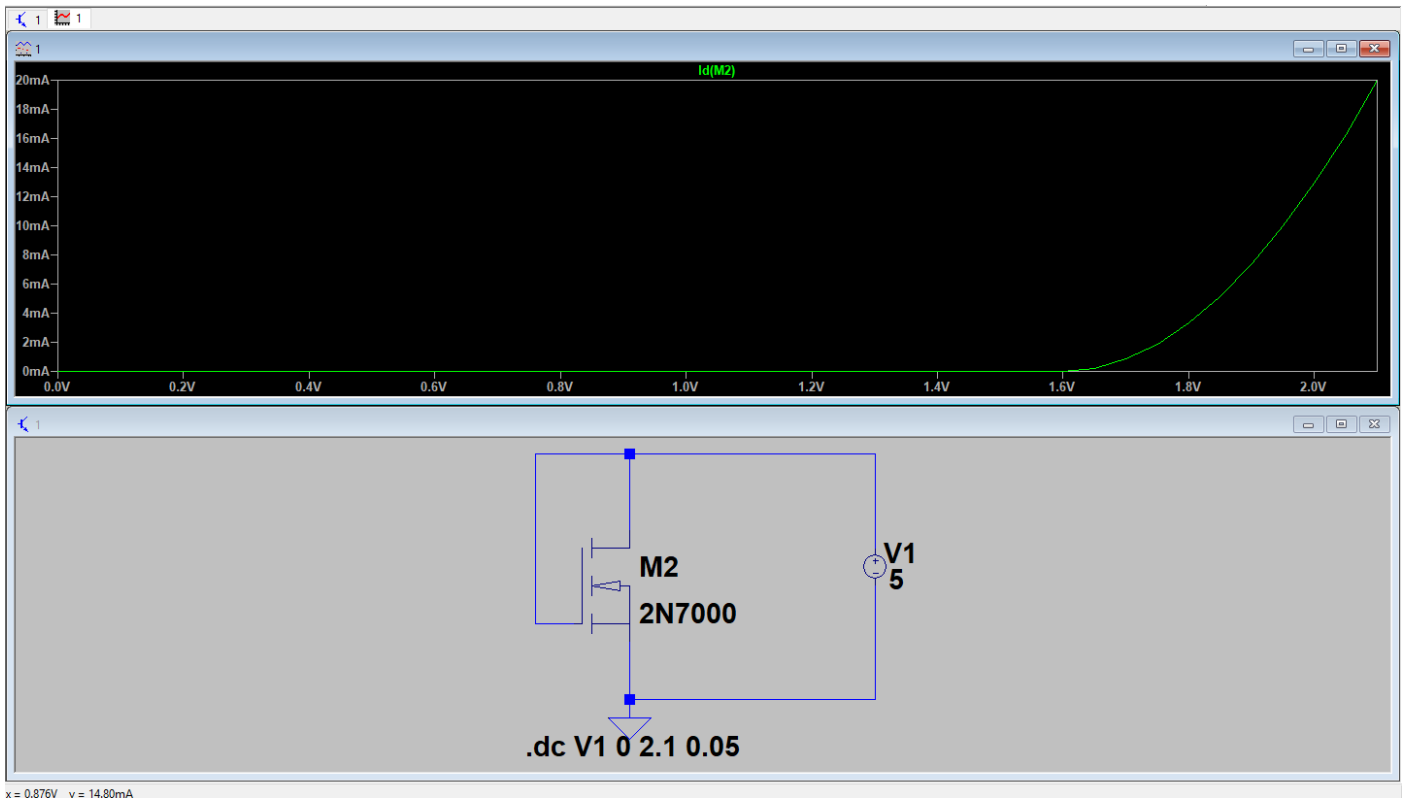 1 1
1
Id(M2)
20mA
18mA
16mA
14mA
12mA
10mA
8mA
6mA
4mA
2mA
0mA
0.0V 0.2V 0.4V 0.6V 0.8V 1.0V 1.2V 1.4V 1.6V 1.8V 2.0V
1
V1
M2
5
2N7000
.dc V1 0 2.1 0.05
x = 0.876V y = 14.80mA